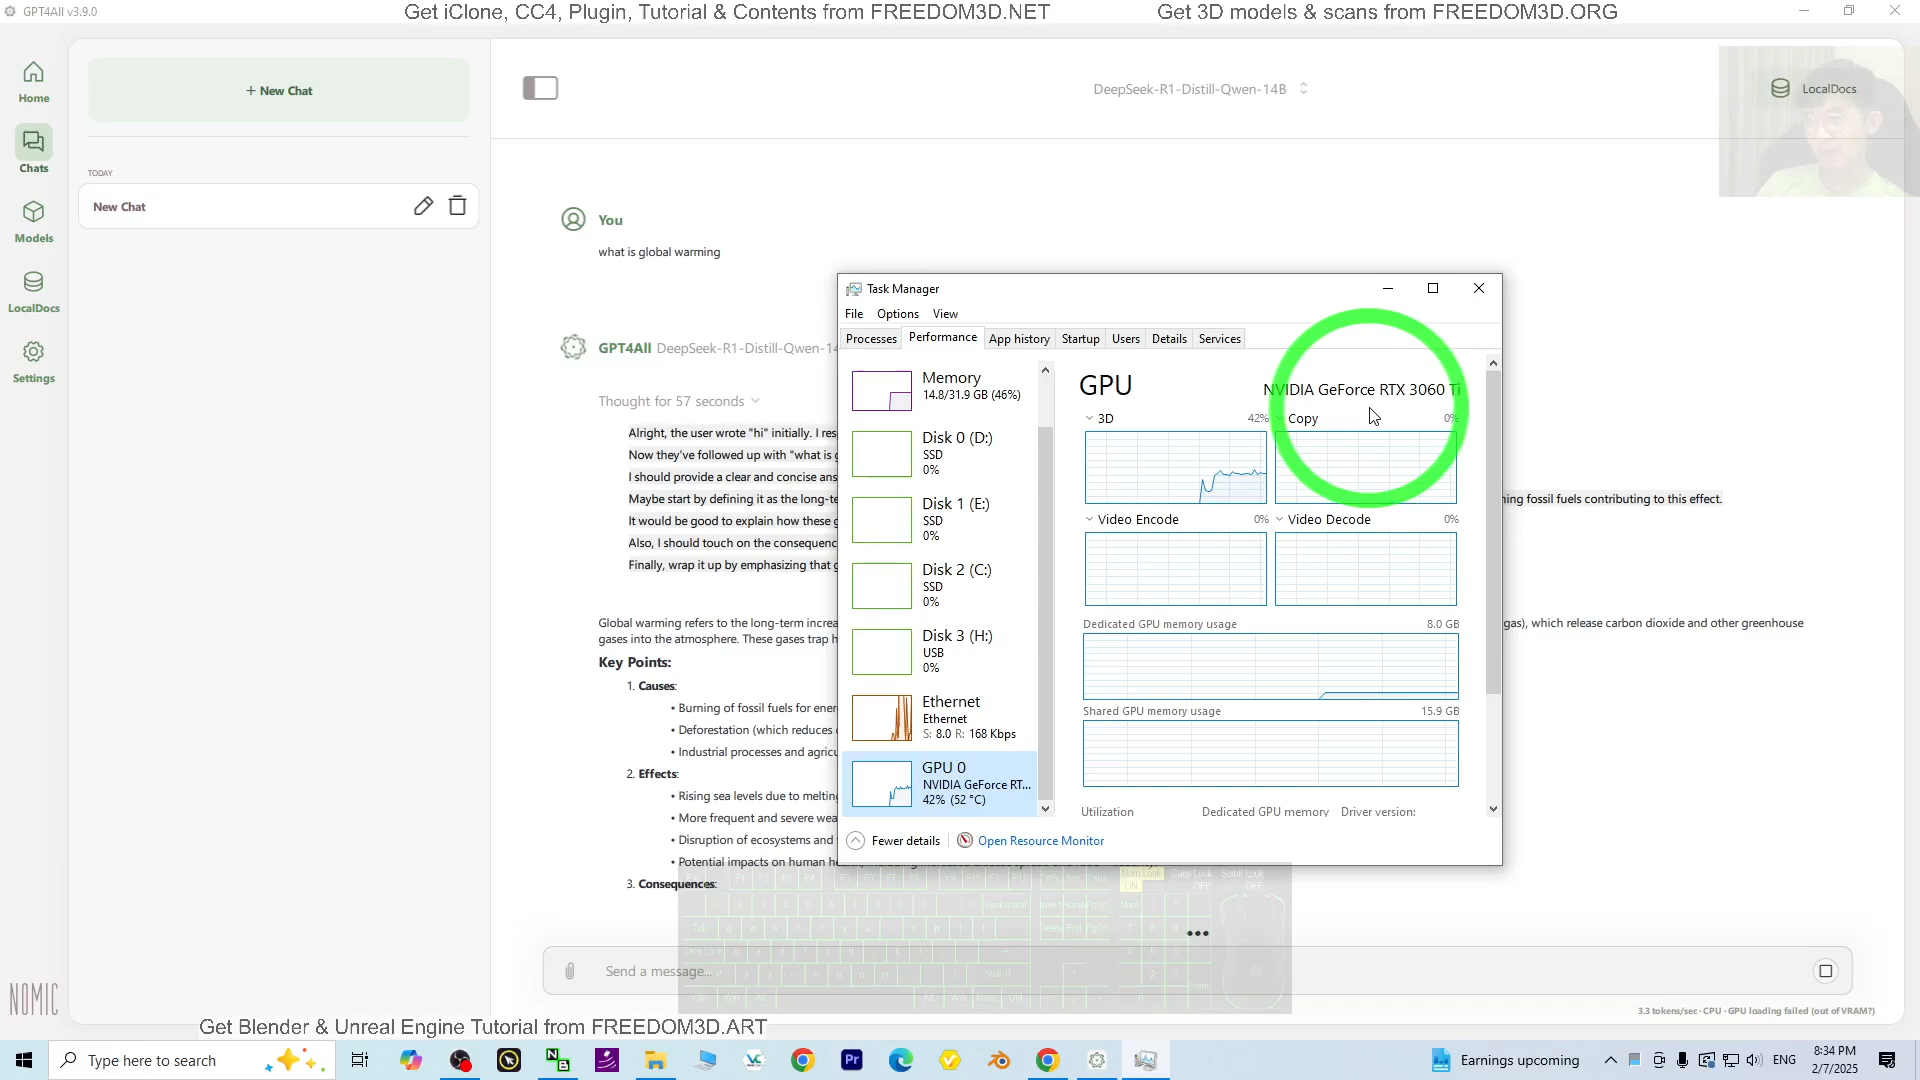 GPT4All v3.9.0
Get iClone, CC4, Plugin, Tutorial & Contents from FREEDOM3D.NET
Get 3D models & scans from FREEDOM3D.ORG
Home
Chats
Models
LocalDocs
Settings
NOMIC
+ New Chat
TODAY
New Chat
DeepSeek-R1-Distill-Qwen-14B
LocalDocs
You
what is global warming
GPT4All DeepSeek-R1-Distill-Qwen-14
Thought for 57 seconds
Alright, the user wrote "hi" initially. I
Now they've followed up with "what is
I should provide a clear and concise
Maybe start by defining it as the
fossil fuels contributing to this effect.
It would be good to explain how these
Also, I should touch on the
Finally, wrap it up by emphasizing that
Global warming refers to the long-term
which release carbon dioxide and other greenhouse
gases into the atmosphere. These gases trap
Key Points:
1. Causes:
• Burning of fossil fuels for
• Deforestation (which reduces
• Industrial processes and
2. Effects:
• Rising sea levels due to
• More frequent and severe
• Disruption of ecosystems and
• Potential impacts on human
3. Consequences:
Task Manager
File Options View
Processes Performance App history Startup Users Details Services
Memory
14.8/31.9 GB (46%)
Disk 0 (D:)
SSD
0%
Disk 1 (E:)
SSD
0%
Disk 2 (C:)
SSD
0%
Disk 3 (H:)
USB
0%
Ethernet
Ethernet
S: 8.0 R: 168 Kbps
GPU 0
NVIDIA GeForce RT...
42% (52 °C)
GPU
NVIDIA GeForce RTX 3060 Ti
3D 42%
Copy 0%
Video Encode 0%
Video Decode 0%
Dedicated GPU memory usage 8.0 GB
Shared GPU memory usage 15.9 GB
Utilization Dedicated GPU memory Driver version:
Fewer details
Open Resource Monitor
Send a message...
3.3 tokens/sec · CPU · GPU loading failed (out of VRAM?)
Get Blender & Unreal Engine Tutorial from FREEDOM3D.ART
Type here to search
Earnings upcoming
ENG
8:34 PM
2/7/2025